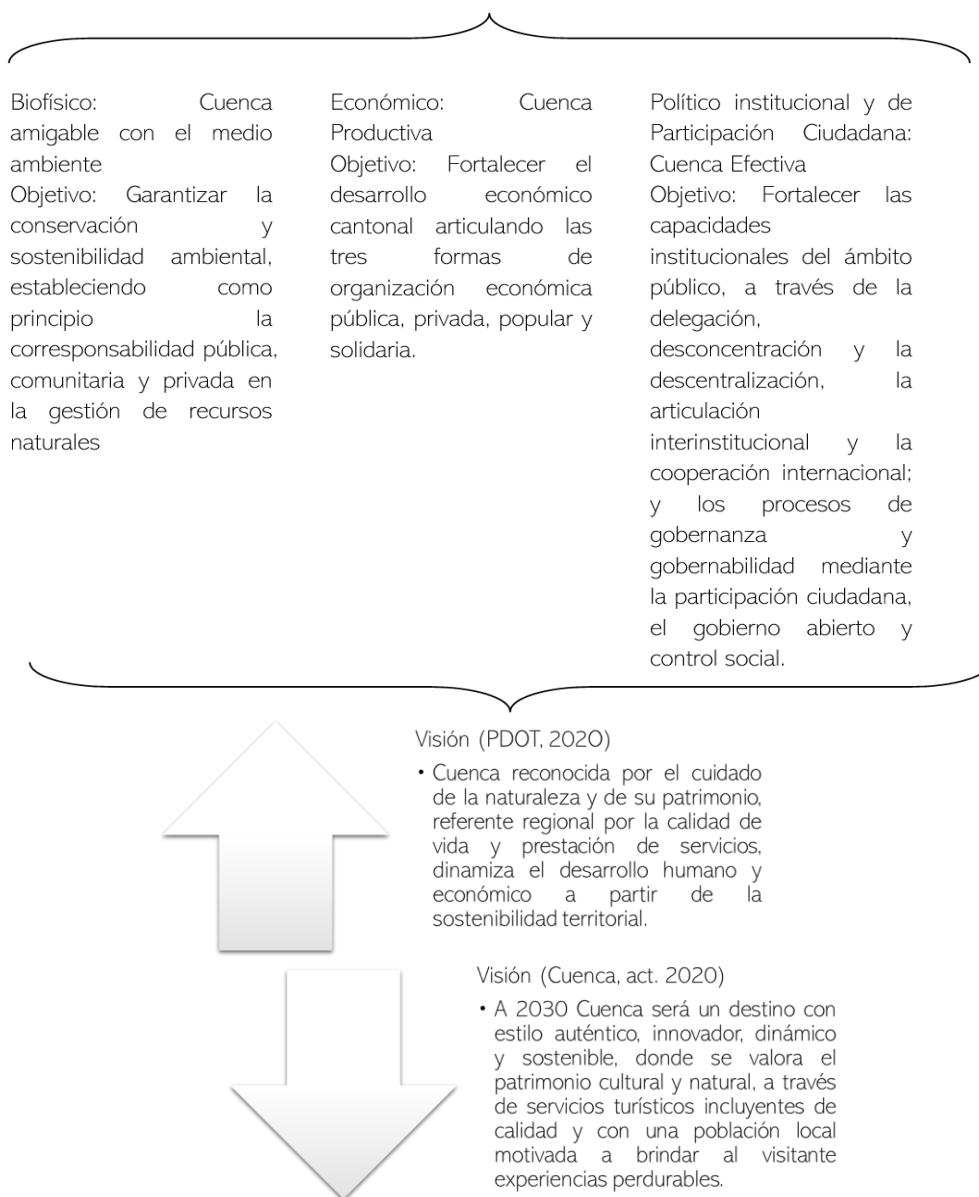 Biofísico: Cuenca
amigable con el medio
ambiente
Objetivo: Garantizar la
conservación y
sostenibilidad ambiental,
estableciendo como
principio la
corresponsabilidad pública,
comunitaria y privada en
la gestión de recursos
naturales
Económico: Cuenca
Productiva
Objetivo: Fortalecer el
desarrollo económico
cantonal articulando las
tres formas de
organización económica
pública, privada, popular y
solidaria.
Político institucional y de
Participación Ciudadana:
Cuenca Efectiva
Objetivo: Fortalecer las
capacidades
institucionales del ámbito
público, a través de la
delegación,
desconcentración y la
descentralización, la
articulación
interinstitucional y la
cooperación internacional;
y los procesos de
gobernanza y
gobernabilidad mediante
la participación ciudadana,
el gobierno abierto y
control social.
Visión (PDOT, 2020)
• Cuenca reconocida por el cuidado
de la naturaleza y de su patrimonio,
referente regional por la calidad de
vida y prestación de servicios,
dinamiza el desarrollo humano y
económico a partir de la
sostenibilidad territorial.
Visión (Cuenca, act. 2020)
• A 2030 Cuenca será un destino con
estilo auténtico, innovador, dinámico
y sostenible, donde se valora el
patrimonio cultural y natural, a través
de servicios turísticos incluyentes de
calidad y con una población local
motivada a brindar al visitante
experiencias perdurables.